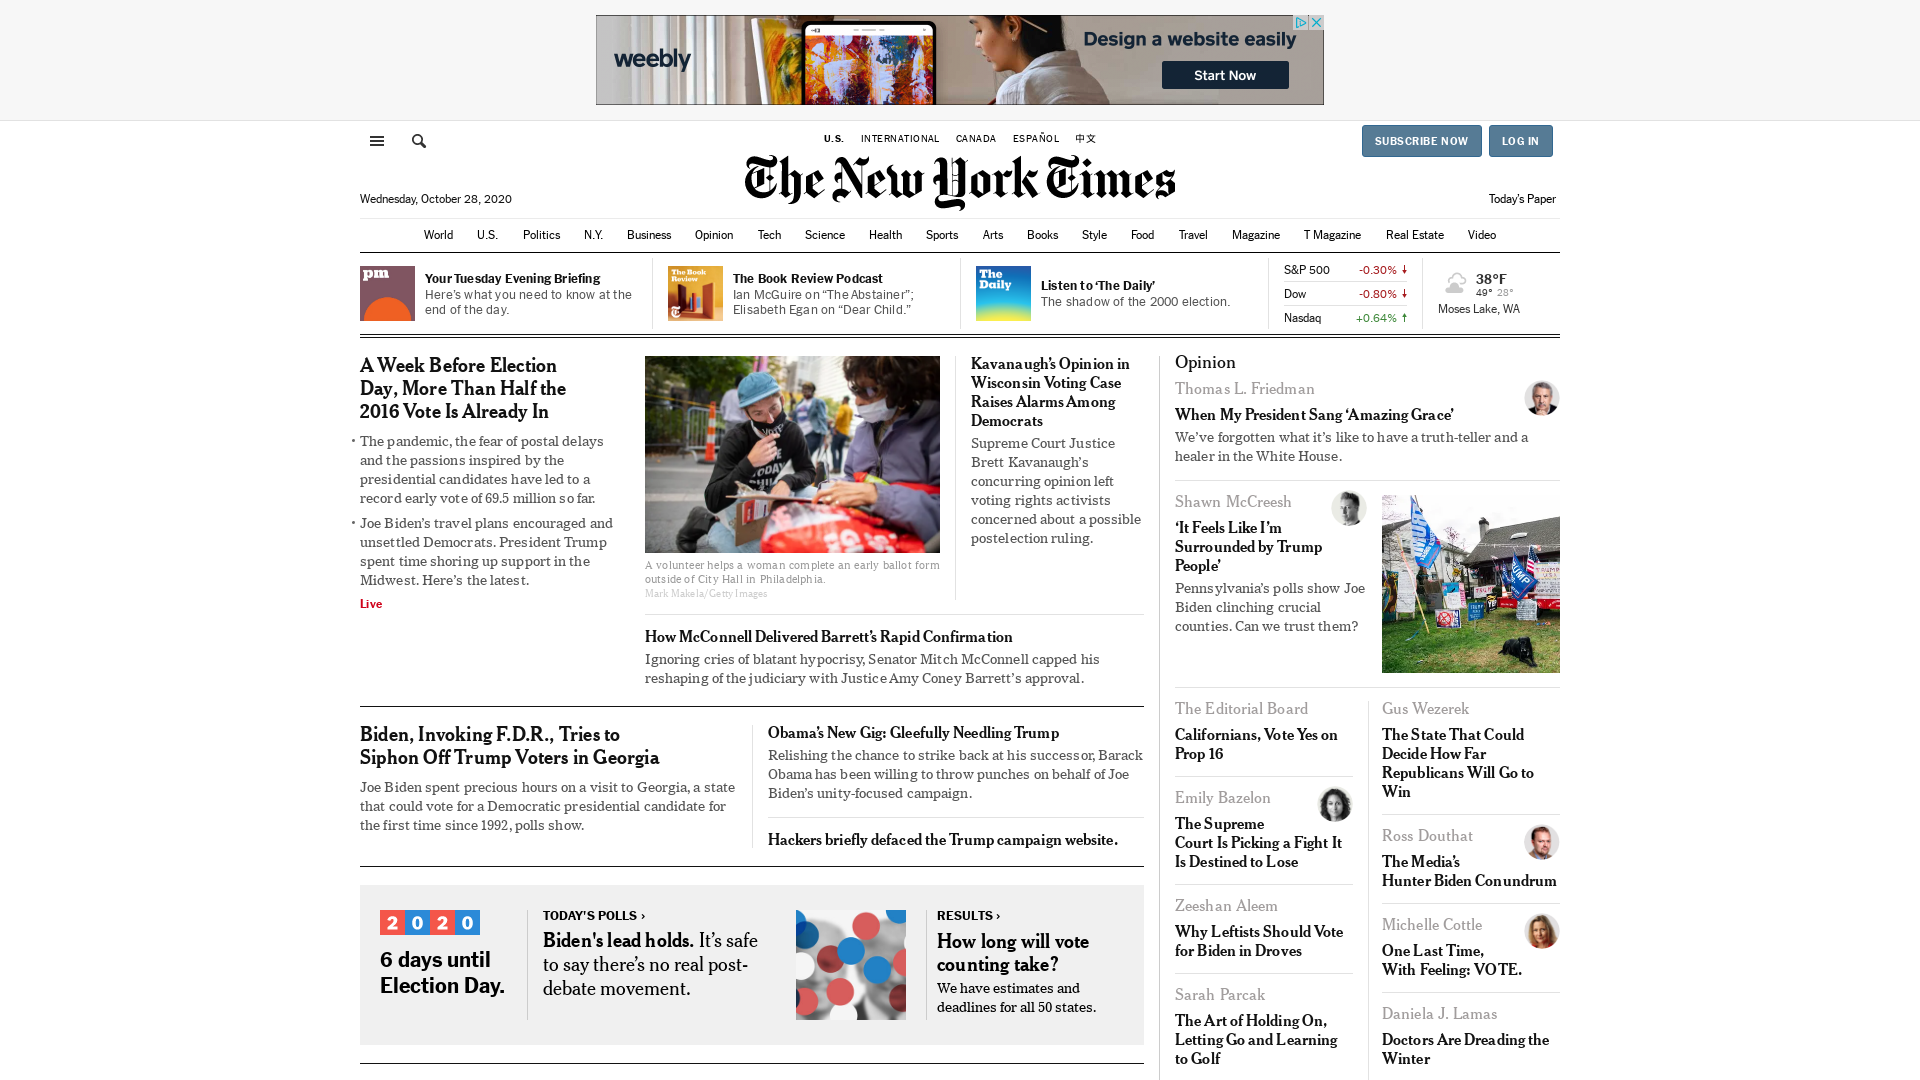 weebly
Design a website easily
Start Now
U.S. INTERNATIONAL CANADA ESPAÑOL 中文
SUBSCRIBE NOW LOG IN
The New York Times
Wednesday, October 28, 2020
Today's Paper
World U.S. Politics N.Y. Business Opinion Tech Science Health Sports Arts Books Style Food Travel Magazine T Magazine Real Estate Video
pm
Your Tuesday Evening Briefing
Here's what you need to know at the
end of the day.
The Book
Review
The Book Review Podcast
Ian McGuire on “The Abstainer”;
Elisabeth Egan on “Dear Child.”
The
Daily
Listen to ‘The Daily’
The shadow of the 2000 election.
S&P 500 -0.30% ↓
Dow -0.80% ↓
Nasdaq +0.64% ↑
38°F
49° 28°
Moses Lake, WA
A Week Before Election
Day, More Than Half the
2016 Vote Is Already In
• The pandemic, the fear of postal delays
and the passions inspired by the
presidential candidates have led to a
record early vote of 69.5 million so far.
• Joe Biden’s travel plans encouraged and
unsettled Democrats. President Trump
spent time shoring up support in the
Midwest. Here’s the latest.
Live
A volunteer helps a woman complete an early ballot form
outside of City Hall in Philadelphia.
Mark Makela/Getty Images
Kavanaugh’s Opinion in
Wisconsin Voting Case
Raises Alarms Among
Democrats
Supreme Court Justice
Brett Kavanaugh’s
concurring opinion left
voting rights activists
concerned about a possible
postelection ruling.
How McConnell Delivered Barrett’s Rapid Confirmation
Ignoring cries of blatant hypocrisy, Senator Mitch McConnell capped his
reshaping of the judiciary with Justice Amy Coney Barrett’s approval.
Biden, Invoking F.D.R., Tries to
Siphon Off Trump Voters in Georgia
Joe Biden spent precious hours on a visit to Georgia, a state
that could vote for a Democratic presidential candidate for
the first time since 1992, polls show.
Obama’s New Gig: Gleefully Needling Trump
Relishing the chance to strike back at his successor, Barack
Obama has been willing to throw punches on behalf of Joe
Biden’s unity-focused campaign.
Hackers briefly defaced the Trump campaign website.
2020
6 days until
Election Day.
TODAY'S POLLS ›
Biden's lead holds. It’s safe
to say there’s no real post-
debate movement.
RESULTS ›
How long will vote
counting take?
We have estimates and
deadlines for all 50 states.
Opinion
Thomas L. Friedman
When My President Sang ‘Amazing Grace’
We’ve forgotten what it’s like to have a truth-teller and a
healer in the White House.
Shawn McCreesh
‘It Feels Like I’m
Surrounded by Trump
People’
Pennsylvania’s polls show Joe
Biden clinching crucial
counties. Can we trust them?
TRUMP
The Editorial Board
Californians, Vote Yes on
Prop 16
Emily Bazelon
The Supreme
Court Is Picking a Fight It
Is Destined to Lose
Zeeshan Aleem
Why Leftists Should Vote
for Biden in Droves
Sarah Parcak
The Art of Holding On,
Letting Go and Learning
to Golf
Gus Wezerek
The State That Could
Decide How Far
Republicans Will Go to
Win
Ross Douthat
The Media’s
Hunter Biden Conundrum
Michelle Cottle
One Last Time,
With Feeling: VOTE.
Daniela J. Lamas
Doctors Are Dreading the
Winter